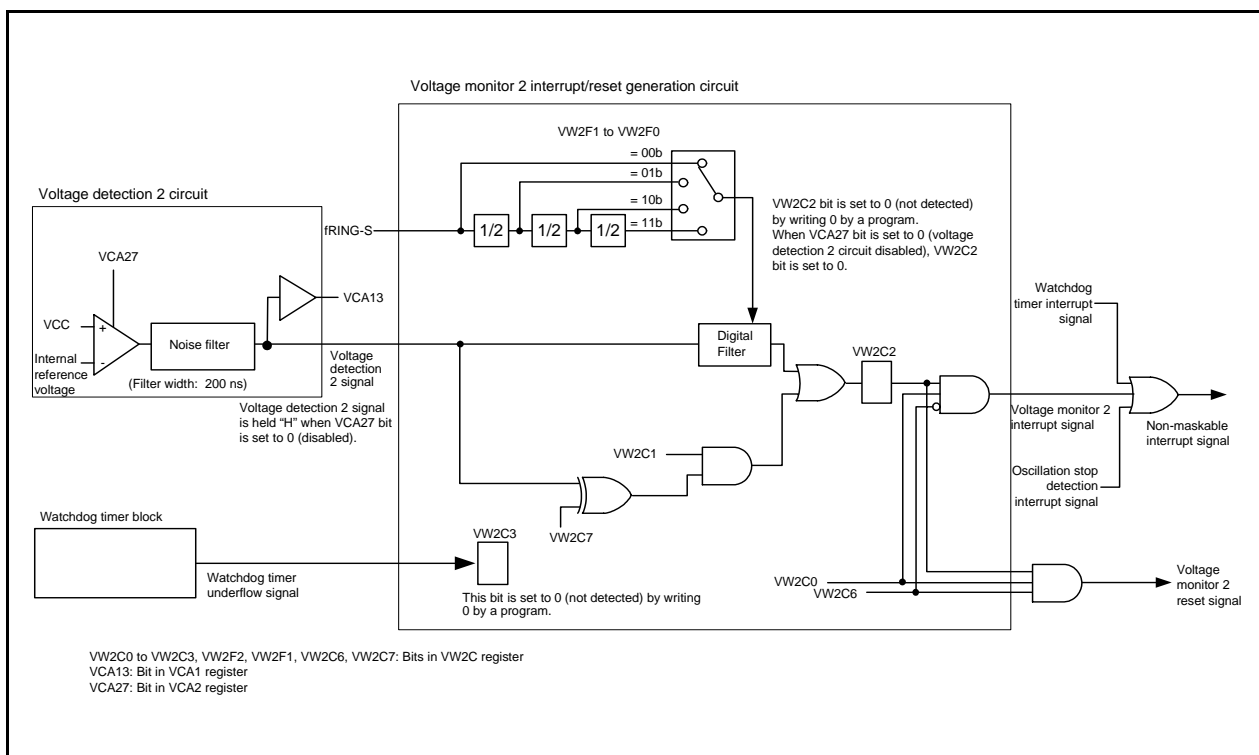 Voltage monitor 2 interrupt/reset generation circuit
VW2F1 to VW2F0
= 00b
= 01b
= 10b
= 11b
fRING-S
1/2
1/2
1/2
VW2C2 bit is set to 0 (not detected)
by writing 0 by a program.
When VCA27 bit is set to 0 (voltage
detection 2 circuit disabled), VW2C2
bit is set to 0.
Voltage detection 2 circuit
VCA27
VCA13
VCC
+
Internal
reference
voltage
-
Noise filter
(Filter width: 200 ns)
Voltage
detection
2 signal
Voltage detection 2 signal
is held “H” when VCA27 bit
is set to 0 (disabled).
Digital
Filter
VW2C2
Watchdog
timer interrupt
signal
Voltage monitor 2
interrupt signal
Non-maskable
interrupt signal
Oscillation stop
detection
interrupt signal
VW2C1
VW2C7
Watchdog timer block
Watchdog timer
underflow signal
VW2C3
This bit is set to 0 (not detected) by writing
0 by a program.
VW2C0
VW2C6
Voltage
monitor 2
reset signal
VW2C0 to VW2C3, VW2F2, VW2F1, VW2C6, VW2C7: Bits in VW2C register
VCA13: Bit in VCA1 register
VCA27: Bit in VCA2 register